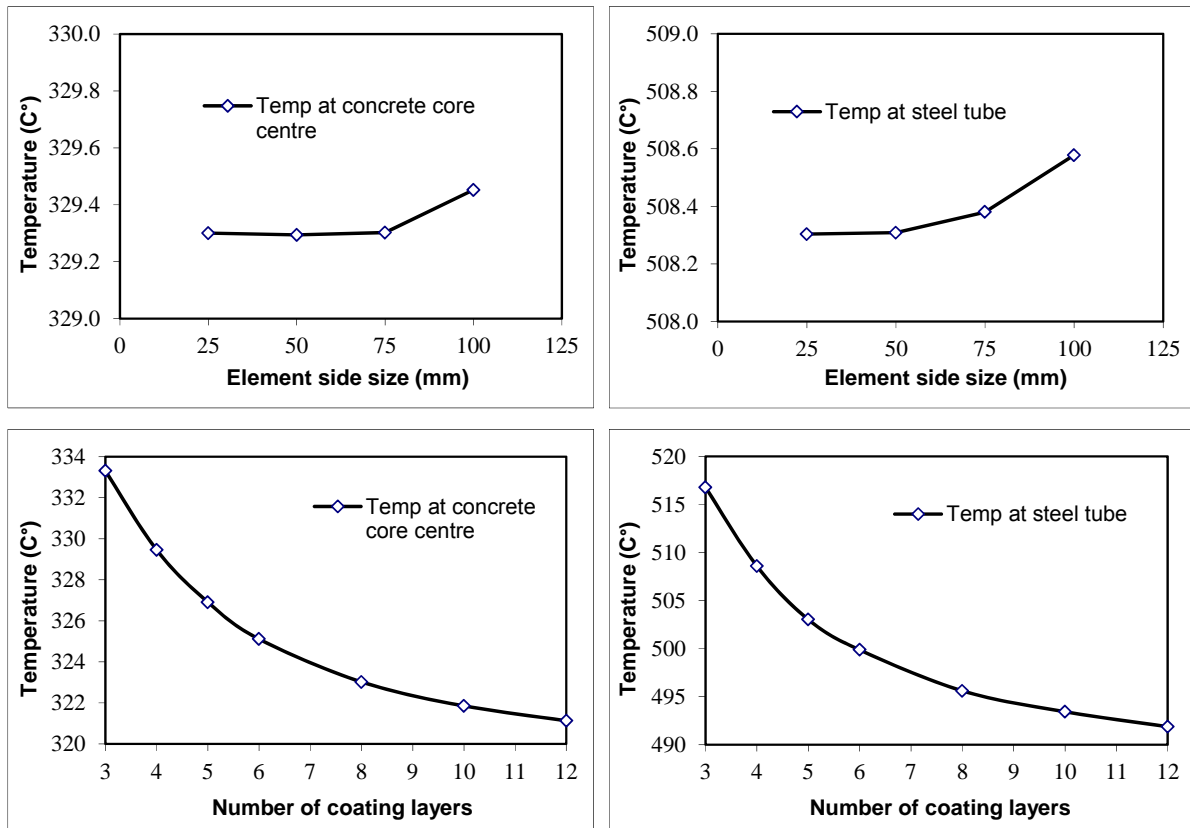 330.0
329.8
329.6
329.4
329.2
329.0
Temperature (C°)
Temp at concrete core
centre
0 25 50 75 100 125
Element side size (mm)
509.0
508.8
508.6
508.4
508.2
508.0
Temperature (C°)
Temp at steel tube
0 25 50 75 100 125
Element side size (mm)
334
332
330
328
326
325
323
321
320
Temperature (C°)
Temp at concrete
core centre
3 4 5 6 7 8 9 10 11 12
Number of coating layers
520
515
510
505
500
495
490
Temperature (C°)
Temp at steel tube
3 4 5 6 7 8 9 10 11 12
Number of coating layers